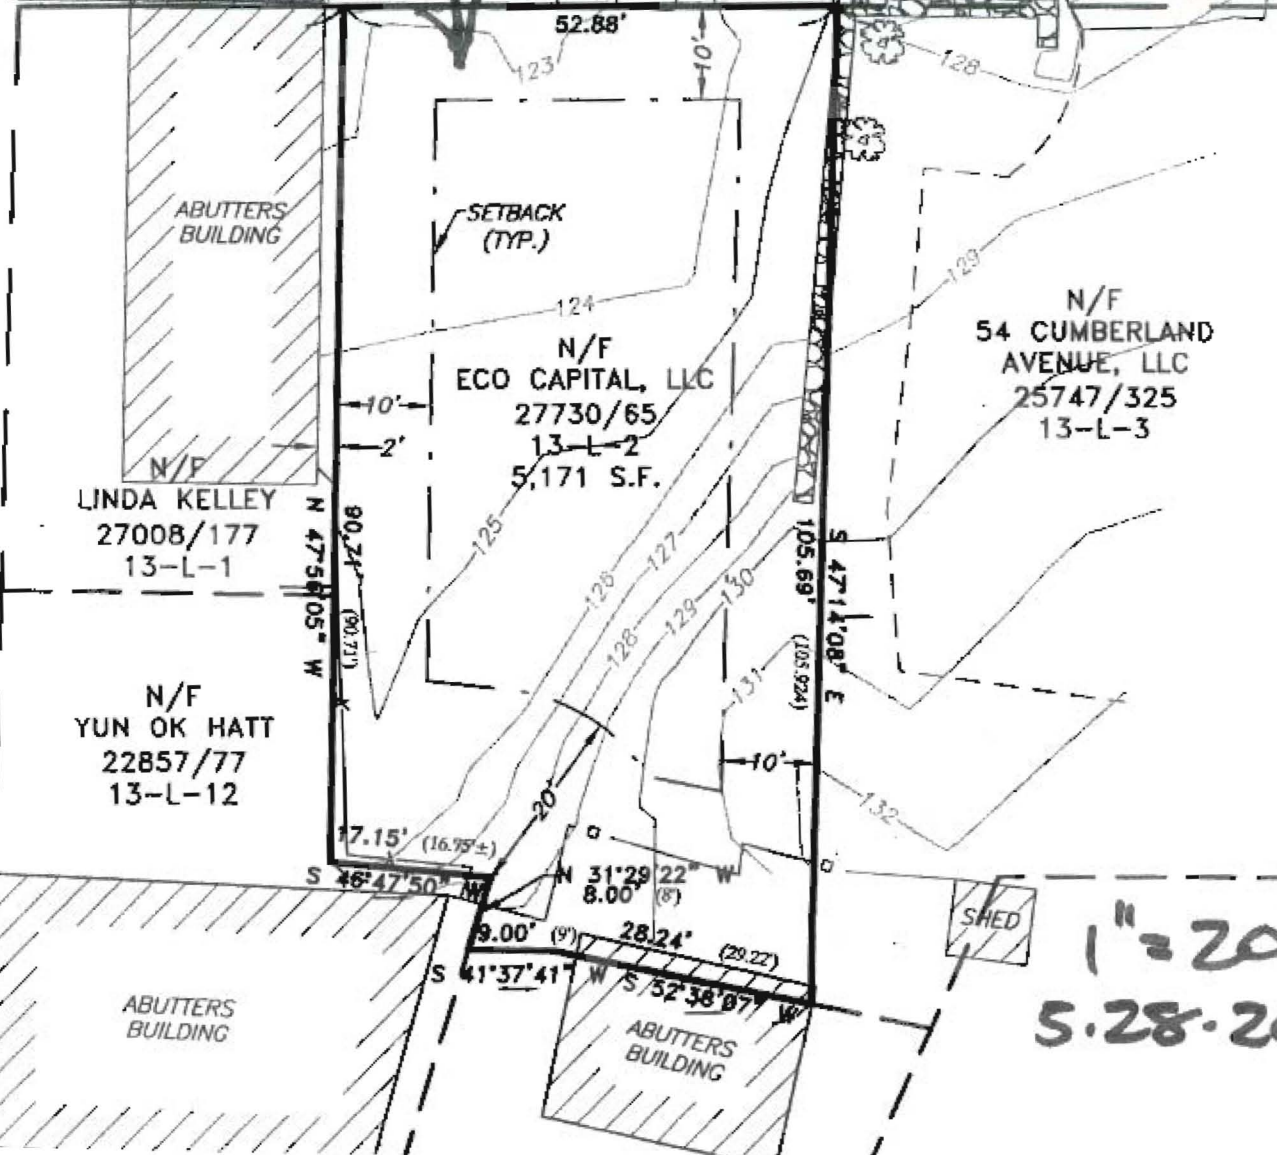 52.88'
123
10'
128
ABUTTERS
BUILDING
SETBACK
(TYP.)
129
124
N/F
54 CUMBERLAND
AVENUE, LLC
25747/325
13-L-3
N/F
ECO CAPITAL, LLC
27730/65
13-L-2
5,171 S.F.
10'
2'
N/F
LINDA KELLEY
27008/177
13-L-1
N 47°56'05" W
90.71'
(90.71')
125
126
127
128
129
130
131
105.69'
(105.924)
S 47°14'08" E
N/F
YUN OK HATT
22857/77
13-L-12
10'
20'
132
17.15' (16.95'±)
S 46°47'50" W
N 31°29'22" W
8.00' (8')
9.00' (9')
28.24' (29.22')
S 41°37'41" W
S 52°38'07" W
SHED
1"=20
5.28.20
ABUTTERS
BUILDING
ABUTTERS
BUILDING